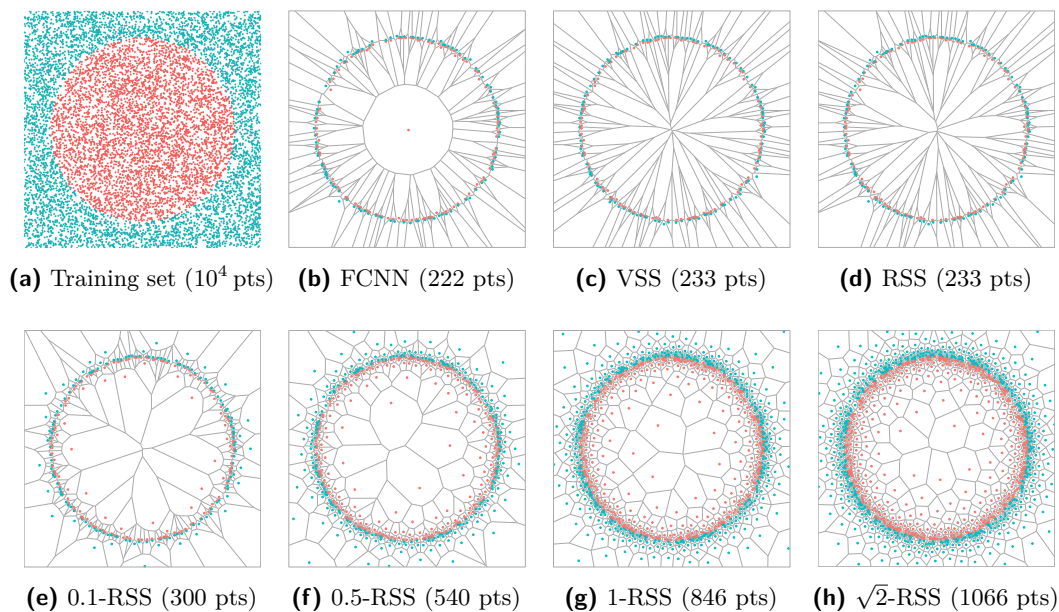 (a) Training set (10⁴ pts)
(b) FCNN (222 pts)
(c) VSS (233 pts)
(d) RSS (233 pts)
(e) 0.1-RSS (300 pts)
(f) 0.5-RSS (540 pts)
(g) 1-RSS (846 pts)
(h) √2-RSS (1066 pts)